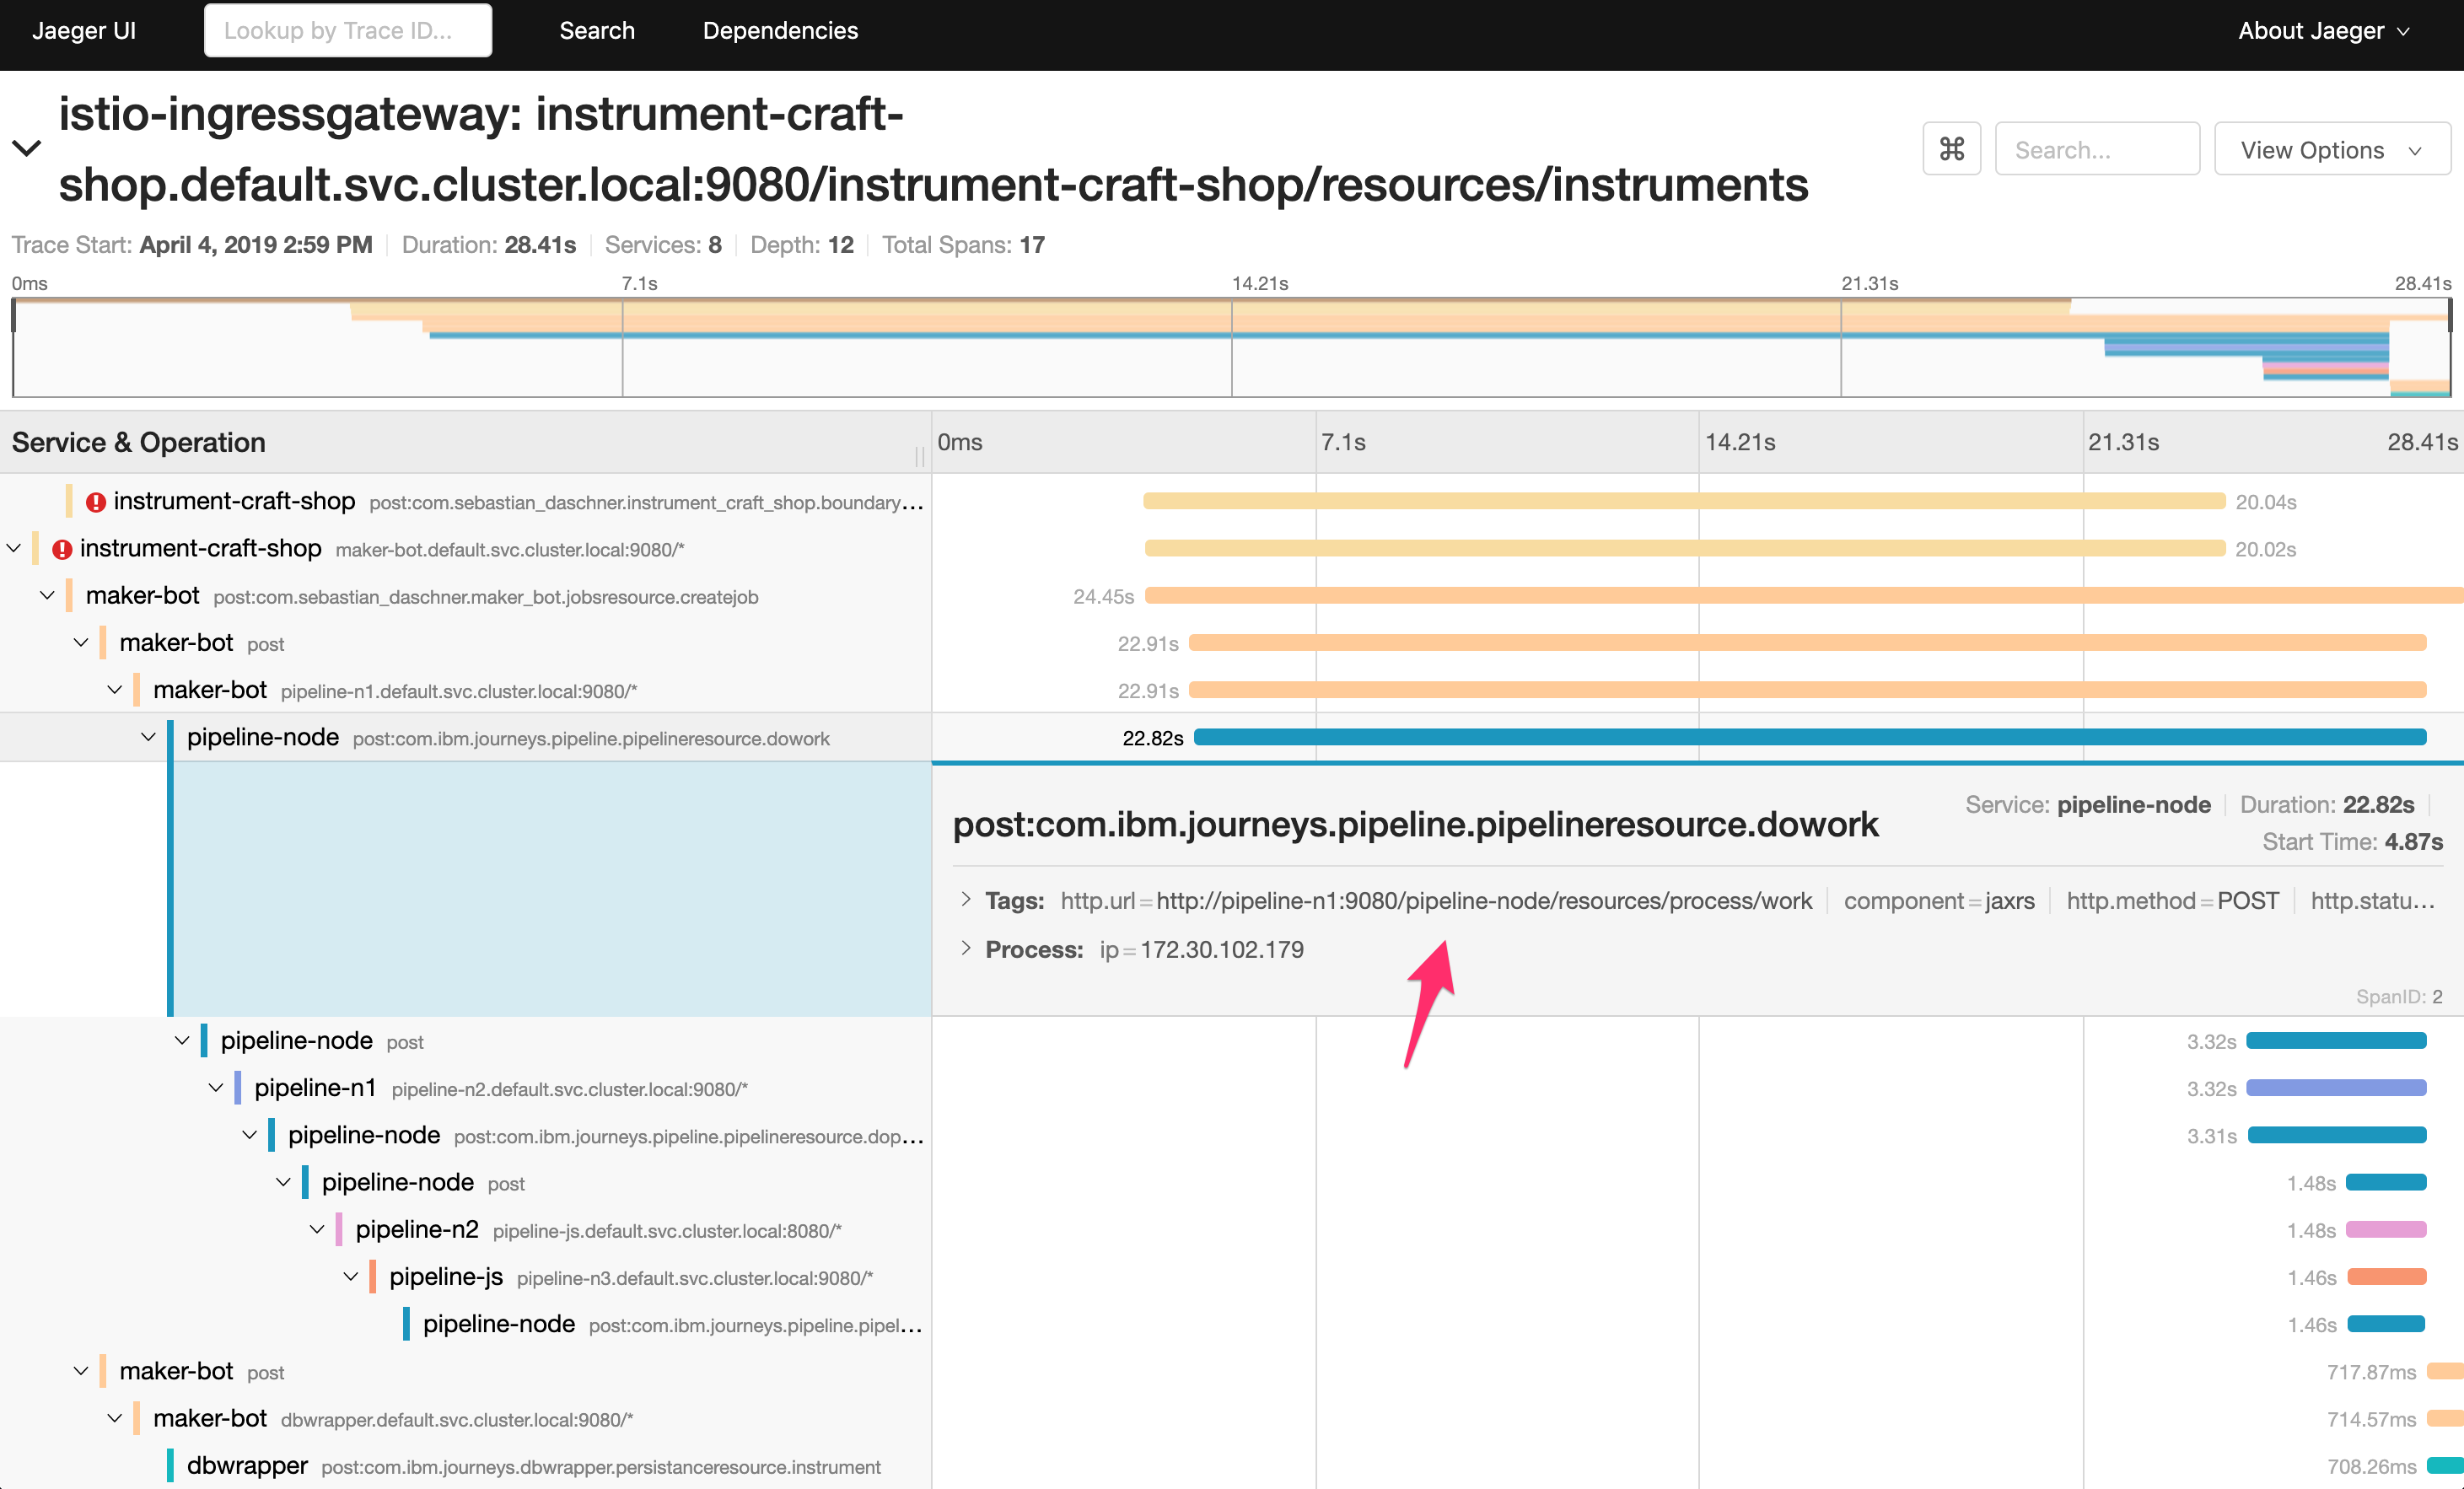 Jaeger UI Lookup by Trace ID... Search Dependencies About Jaeger
istio-ingressgateway: instrument-craft-
shop.default.svc.cluster.local:9080/instrument-craft-shop/resources/instruments
⌘ Search... View Options
Trace Start: April 4, 2019 2:59 PM Duration: 28.41s Services: 8 Depth: 12 Total Spans: 17
0ms 7.1s 14.21s 21.31s 28.41s
Service & Operation 0ms 7.1s 14.21s 21.31s 28.41s
instrument-craft-shop post:com.sebastian_daschner.instrument_craft_shop.boundary... 20.04s
instrument-craft-shop maker-bot.default.svc.cluster.local:9080/* 20.02s
maker-bot post:com.sebastian_daschner.maker_bot.jobsresource.createjob 24.45s
maker-bot post 22.91s
maker-bot pipeline-n1.default.svc.cluster.local:9080/* 22.91s
pipeline-node post:com.ibm.journeys.pipeline.pipelineresource.dowork 22.82s
post:com.ibm.journeys.pipeline.pipelineresource.dowork Service: pipeline-node Duration: 22.82s
Start Time: 4.87s
Tags: http.url=http://pipeline-n1:9080/pipeline-node/resources/process/work component=jaxrs http.method=POST http.statu...
Process: ip=172.30.102.179
SpanID: 2
pipeline-node post 3.32s
pipeline-n1 pipeline-n2.default.svc.cluster.local:9080/* 3.32s
pipeline-node post:com.ibm.journeys.pipeline.pipelineresource.dop... 3.31s
pipeline-node post 1.48s
pipeline-n2 pipeline-js.default.svc.cluster.local:8080/* 1.48s
pipeline-js pipeline-n3.default.svc.cluster.local:9080/* 1.46s
pipeline-node post:com.ibm.journeys.pipeline.pipel... 1.46s
maker-bot post 717.87ms
maker-bot dbwrapper.default.svc.cluster.local:9080/* 714.57ms
dbwrapper post:com.ibm.journeys.dbwrapper.persistanceresource.instrument 708.26ms